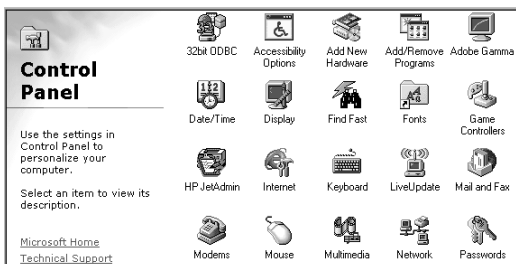 Control
Panel
Use the settings in
Control Panel to
personalize your
computer.
Select an item to view its
description.
Microsoft Home
Technical Support
32bit ODBC
Accessibility
Options
Add New
Hardware
Add/Remove
Programs
Adobe Gamma
Date/Time
Display
Find Fast
Fonts
Game
Controllers
HP JetAdmin
Internet
Keyboard
LiveUpdate
Mail and Fax
Modems
Mouse
Multimedia
Network
Passwords